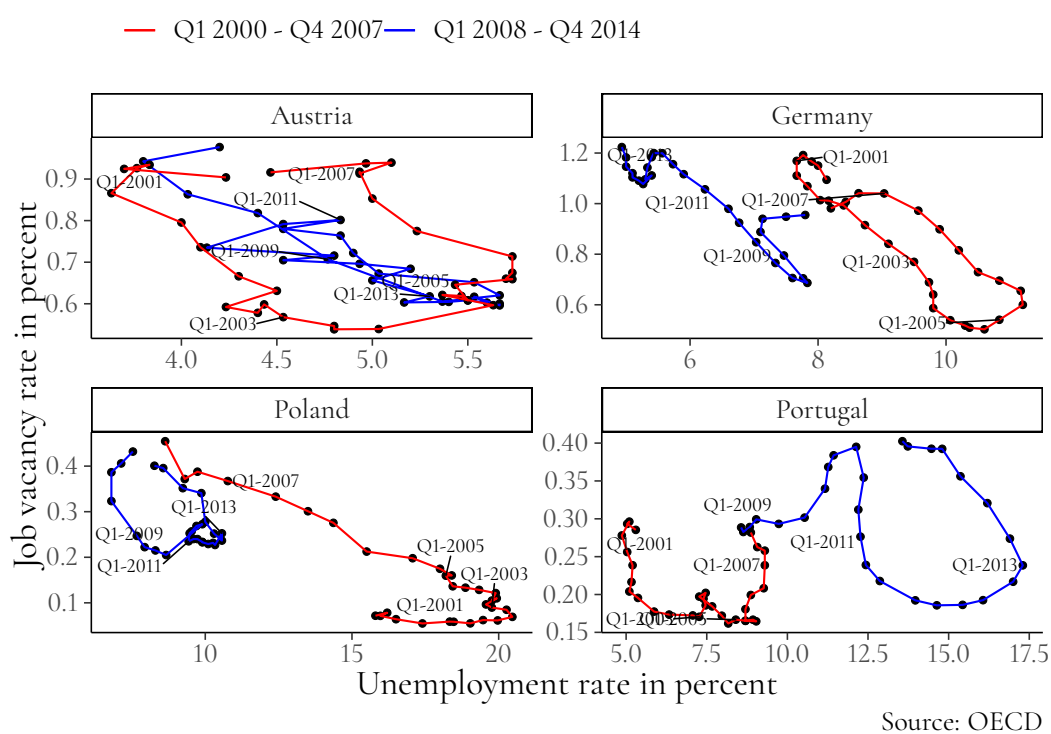 Q1 2000 - Q4 2007 Q1 2008 - Q4 2014
Austria
Germany
0.9
0.8
0.7
0.6
Q1-2001
Q1-2007
Q1-2011
Q1-2009
Q1-2005
Q1-2013
Q1-2003
4.0 4.5 5.0 5.5
1.2
1.0
0.8
0.6
Q1-2013
Q1-2001
Q1-2011
Q1-2007
Q1-2009
Q1-2003
Q1-2005
6 8 10
Poland
Portugal
0.4
0.3
0.2
0.1
Q1-2007
Q1-2013
Q1-2009
Q1-2011
Q1-2005
Q1-2003
Q1-2001
10 15 20
0.40
0.35
0.30
0.25
0.20
0.15
Q1-2009
Q1-2001
Q1-2011
Q1-2007
Q1-2013
Q1-2003
Q1-2005
5.0 7.5 10.0 12.5 15.0 17.5
Job vacancy rate in percent
Unemployment rate in percent
Source: OECD